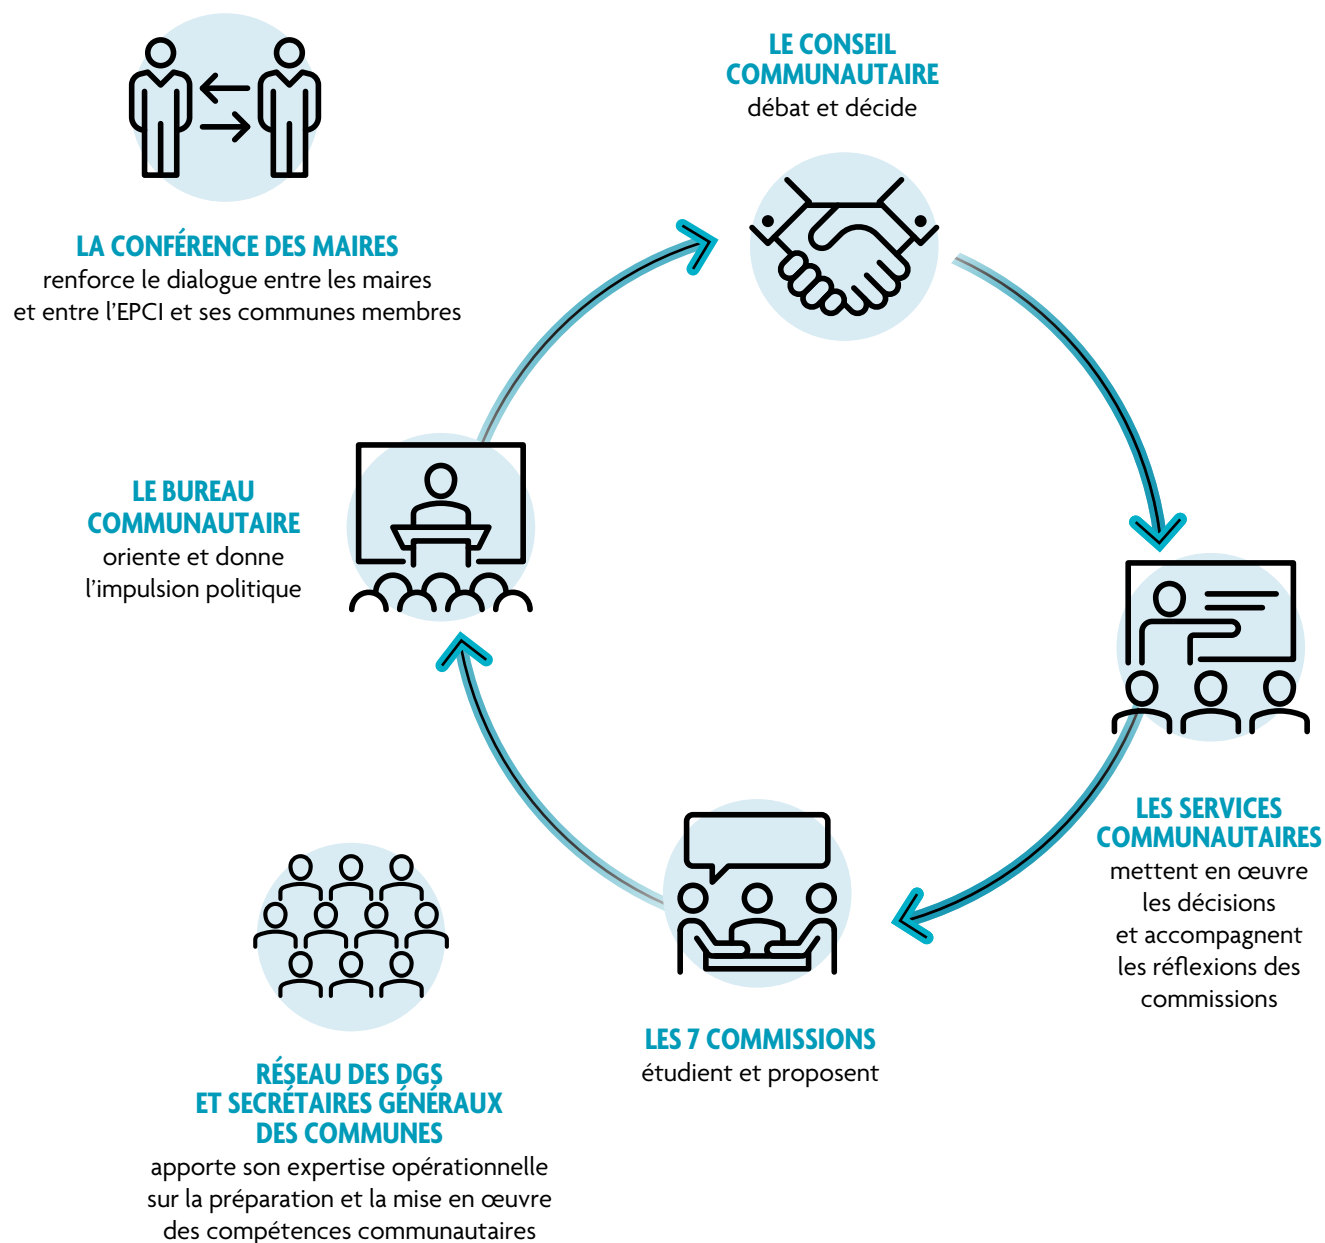 LE CONSEIL
COMMUNAUTAIRE
débat et décide
LA CONFÉRENCE DES MAIRES
renforce le dialogue entre les maires
et entre l’EPCI et ses communes membres
LE BUREAU
COMMUNAUTAIRE
oriente et donne
l’impulsion politique
LES SERVICES
COMMUNAUTAIRES
mettent en œuvre
les décisions
et accompagnent
les réflexions des
commissions
LES 7 COMMISSIONS
étudient et proposent
RÉSEAU DES DGS
ET SECRÉTAIRES GÉNÉRAUX
DES COMMUNES
apporte son expertise opérationnelle
sur la préparation et la mise en œuvre
des compétences communautaires